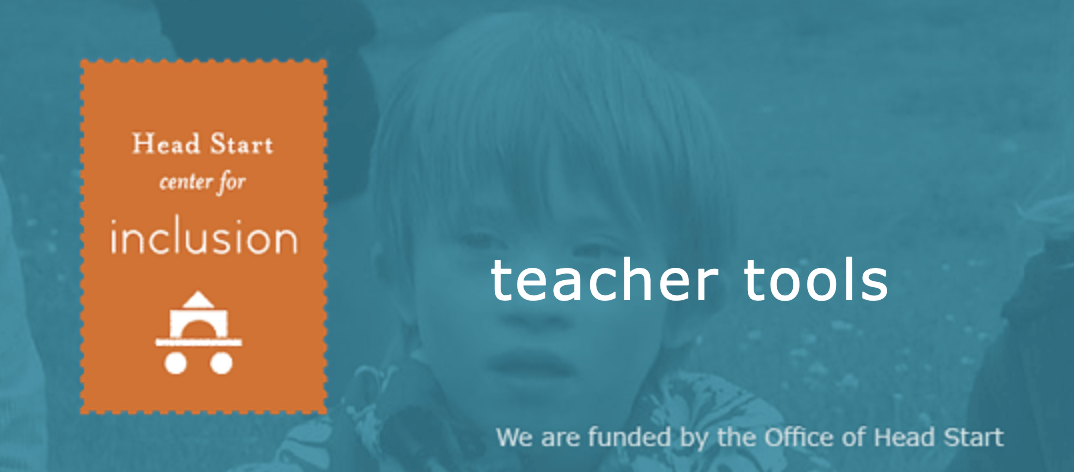 Head Start
center for
inclusion
teacher tools
We are funded by the Office of Head Start